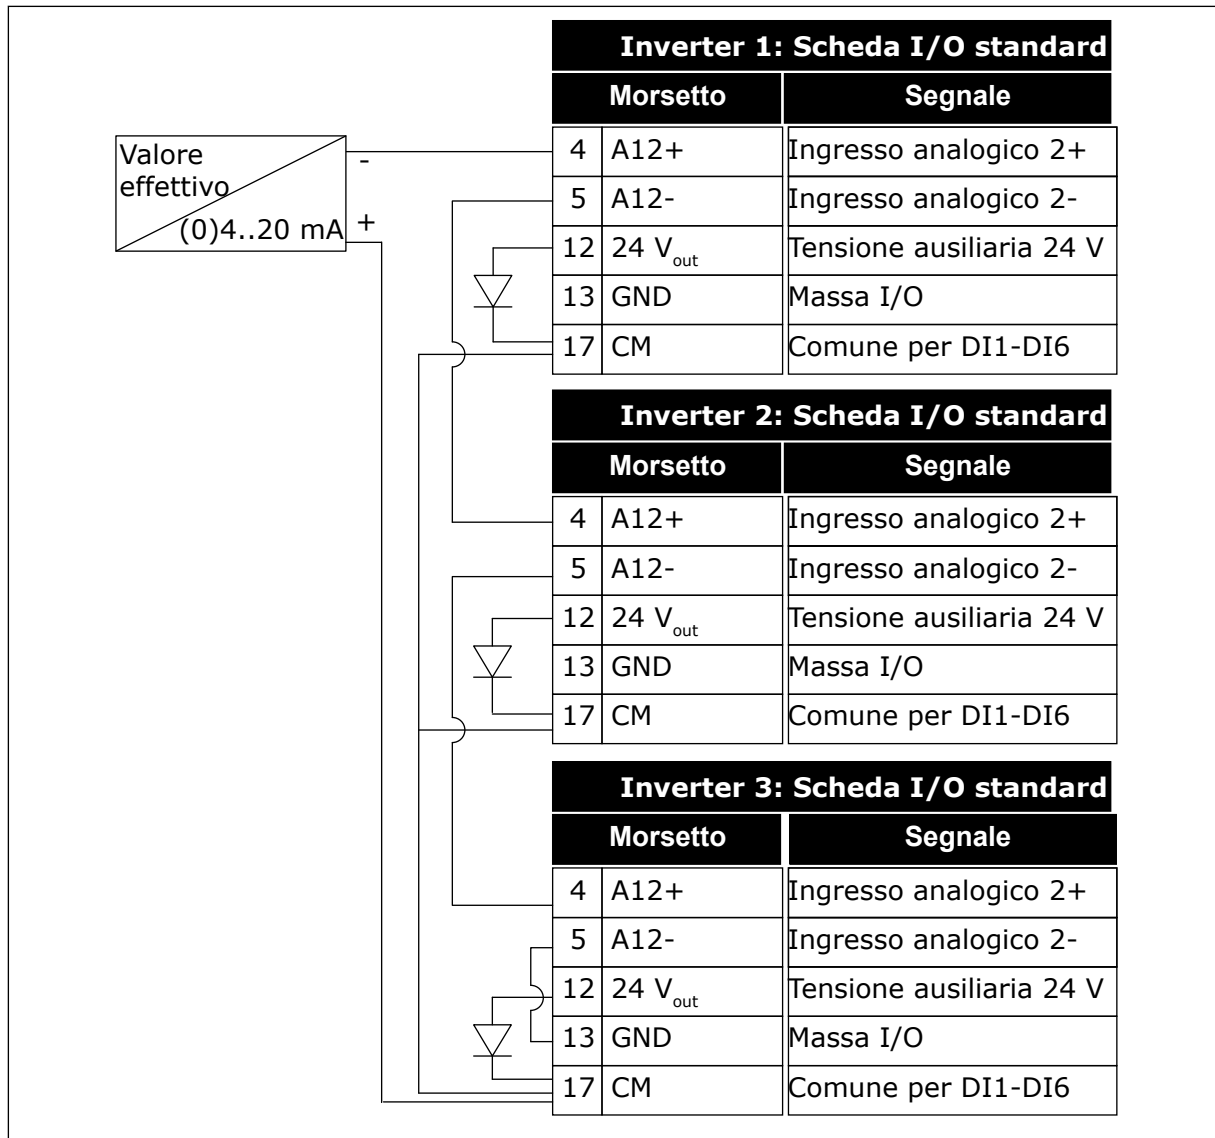 Inverter 1: Scheda I/O standard
Morsetto Segnale
4 A12+ Ingresso analogico 2+
5 A12- Ingresso analogico 2-
12 24 Vout Tensione ausiliaria 24 V
13 GND Massa I/O
17 CM Comune per DI1-DI6
Valore
effettivo
(0)4..20 mA
-
+
Inverter 2: Scheda I/O standard
Morsetto Segnale
4 A12+ Ingresso analogico 2+
5 A12- Ingresso analogico 2-
12 24 Vout Tensione ausiliaria 24 V
13 GND Massa I/O
17 CM Comune per DI1-DI6
Inverter 3: Scheda I/O standard
Morsetto Segnale
4 A12+ Ingresso analogico 2+
5 A12- Ingresso analogico 2-
12 24 Vout Tensione ausiliaria 24 V
13 GND Massa I/O
17 CM Comune per DI1-DI6